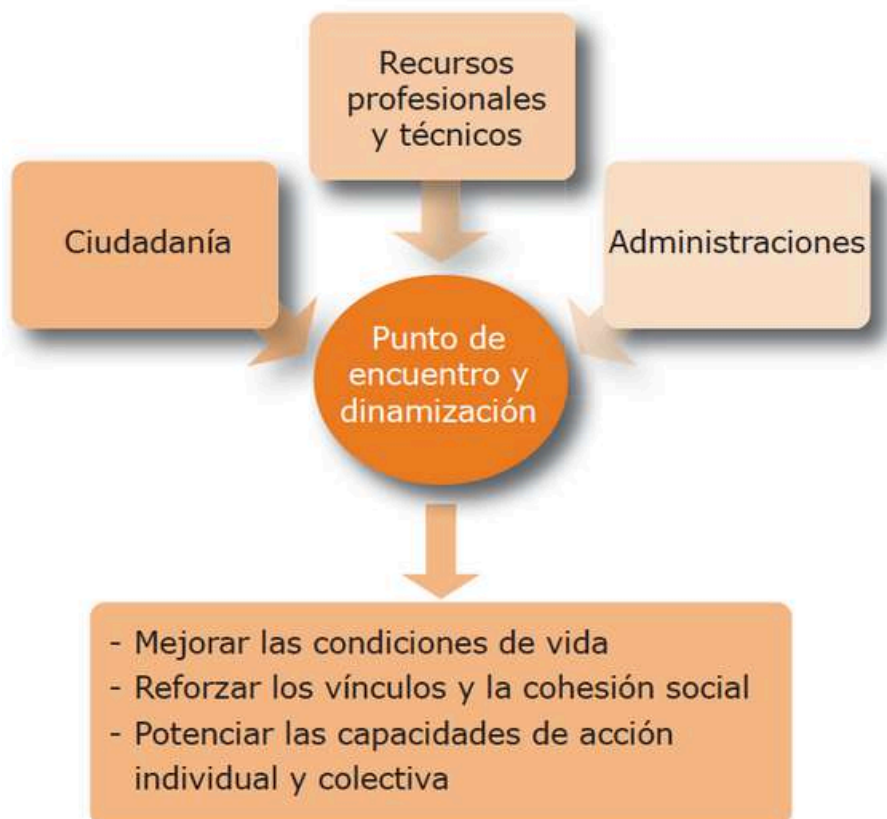 Recursos
profesionales
y técnicos
Ciudadanía
Administraciones
Punto de
encuentro y
dinamización
- Mejorar las condiciones de vida
- Reforzar los vínculos y la cohesión social
- Potenciar las capacidades de acción
individual y colectiva